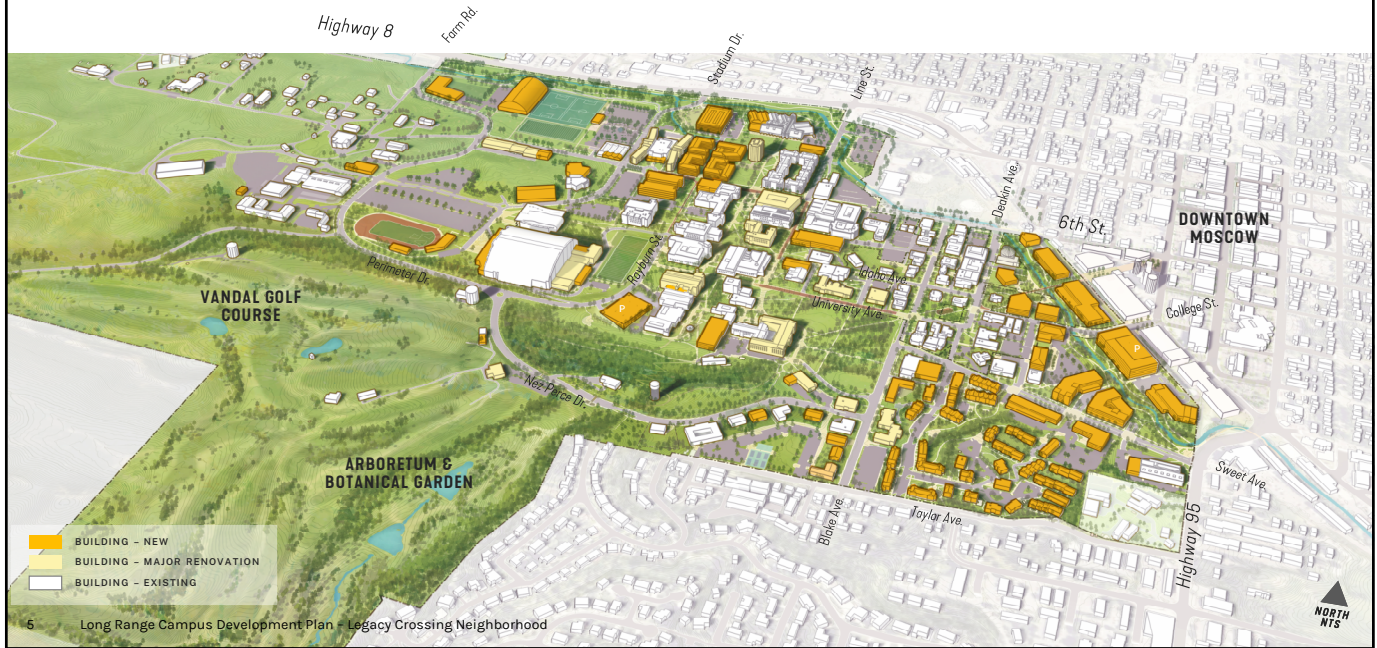 Highway 8
Farm Rd.
Stadium Dr.
Line St.
Deakin Ave.
6th St.
DOWNTOWN
MOSCOW
College St.
Rayburn St.
Idaho Ave.
University Ave.
Perimeter Dr.
P
P
VANDAL GOLF
COURSE
Nez Perce Dr.
ARBORETUM &
BOTANICAL GARDEN
Blake Ave.
Taylor Ave.
Sweet Ave.
Highway 95
BUILDING – NEW
BUILDING – MAJOR RENOVATION
BUILDING – EXISTING
NORTH
NTS
5 Long Range Campus Development Plan – Legacy Crossing Neighborhood